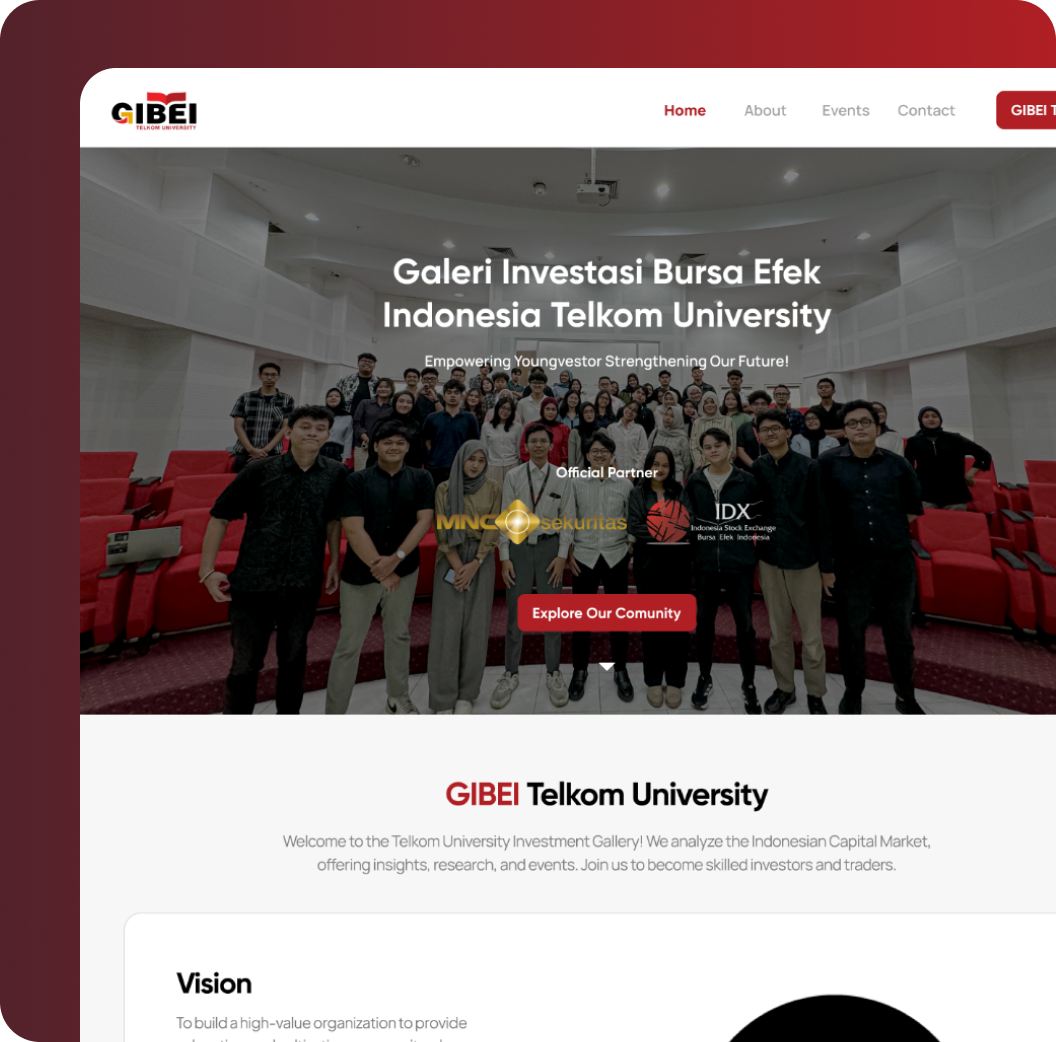 GIBEI
TELKOM UNIVERSITY
Home About Events Contact GIBEI T
Galeri Investasi Bursa Efek
Indonesia Telkom University
Empowering Youngvestor Strengthening Our Future!
Official Partner
MNC sekuritas
IDX
Indonesia Stock Exchange
Bursa Efek Indonesia
Explore Our Comunity
GIBEI Telkom University
Welcome to the Telkom University Investment Gallery! We analyze the Indonesian Capital Market,
offering insights, research, and events. Join us to become skilled investors and traders.
Vision
To build a high-value organization to provide